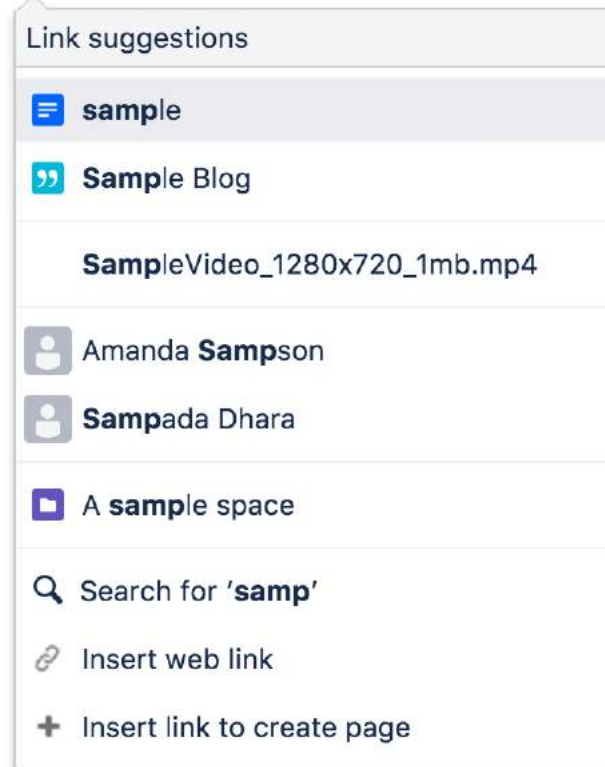 Link suggestions
sample
Sample Blog
SampleVideo_1280x720_1mb.mp4
Amanda Sampson
Sampada Dhara
A sample space
Search for ‘samp’
Insert web link
Insert link to create page